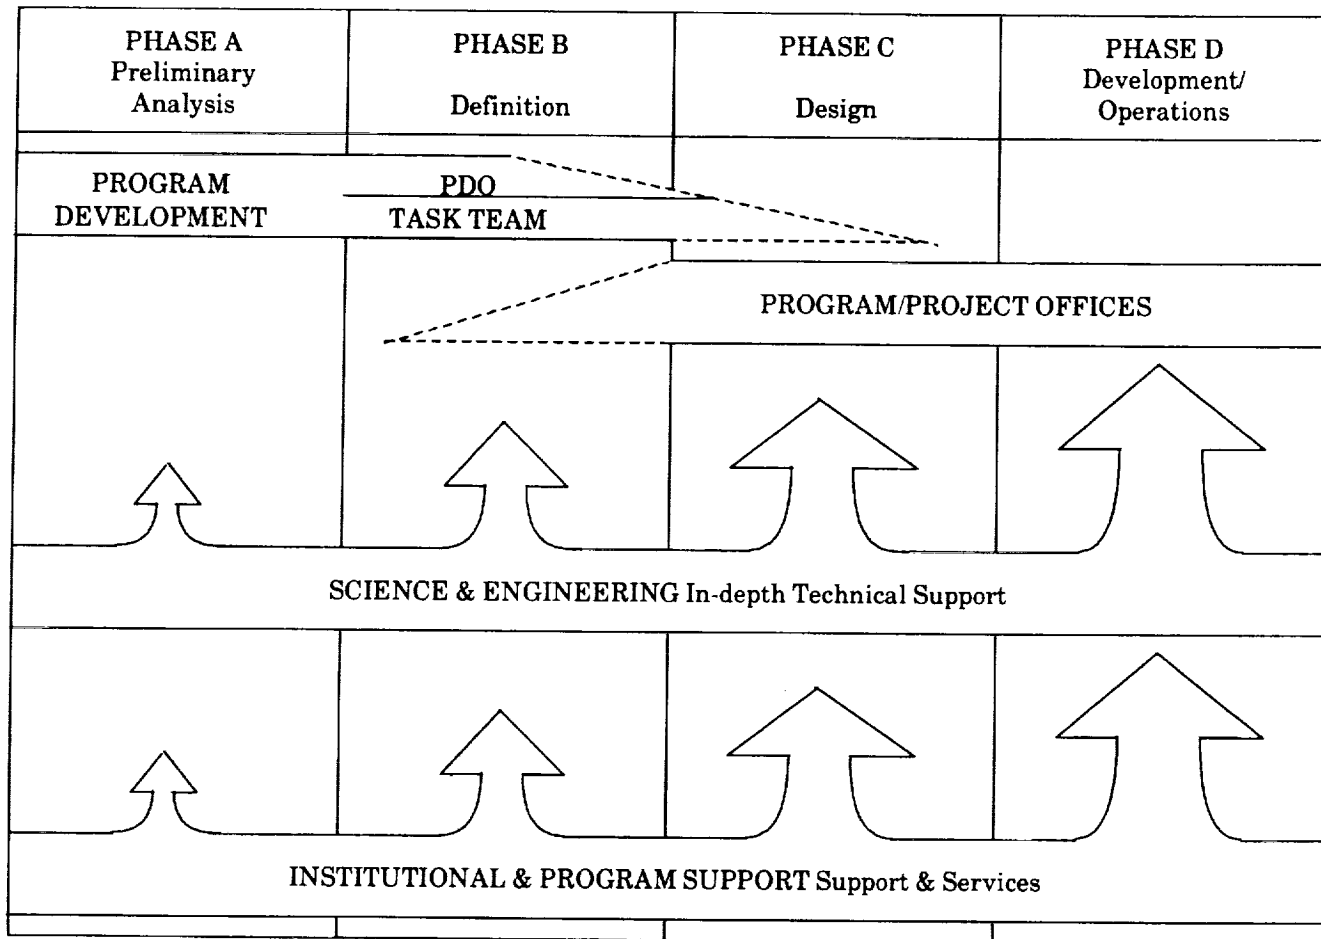 PHASE A
Preliminary
Analysis
PHASE B
Definition
PHASE C
Design
PHASE D
Development/
Operations
PROGRAM
DEVELOPMENT
PDO
TASK TEAM
PROGRAM/PROJECT OFFICES
SCIENCE & ENGINEERING In-depth Technical Support
INSTITUTIONAL & PROGRAM SUPPORT Support & Services